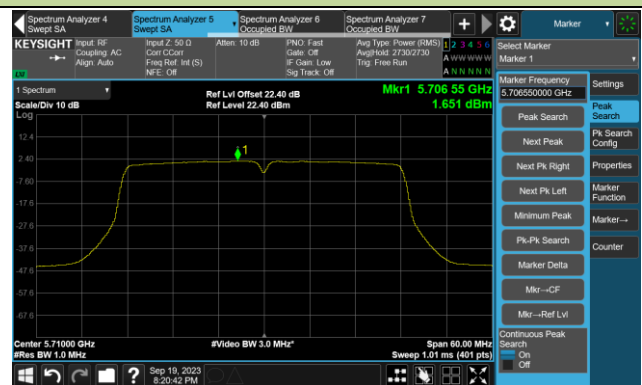 Spectrum Analyzer 4
Swept SA
Spectrum Analyzer 5
Swept SA
Spectrum Analyzer 6
Occupied BW
Spectrum Analyzer 7
Occupied BW
+
Marker
KEYSIGHT
Input: RF
Coupling: AC
Align: Auto
Input Z: 50 Ω
Corr CCorr
Freq Ref: Int (S)
NFE: Off
Atten: 10 dB
PNO: Fast
Gate: Off
IF Gain: Low
Sig Track: Off
Avg Type: Power (RMS)
Avg|Hold: 2730/2730
Trig: Free Run
1 2 3 4 5 6
A W W W W W
A N N N N N
LXI
Select Marker
Marker 1
1 Spectrum
Scale/Div 10 dB
Log
Ref Lvl Offset 22.40 dB
Ref Level 22.40 dBm
Mkr1 5.706 55 GHz
1.651 dBm
12.4
2.40
-7.60
-17.6
-27.6
-37.6
-47.6
-57.6
-67.6
1
Center 5.71000 GHz
#Res BW 1.0 MHz
#Video BW 3.0 MHz*
Span 60.00 MHz
Sweep 1.01 ms (401 pts)
Marker Frequency
5.706550000 GHz
Peak Search
Next Peak
Next Pk Right
Next Pk Left
Minimum Peak
Pk-Pk Search
Marker Delta
Mkr→CF
Mkr→Ref Lvl
Continuous Peak
Search
On
Off
Settings
Peak
Search
Pk Search
Config
Properties
Marker
Function
Marker→
Counter
Sep 19, 2023
8:20:42 PM